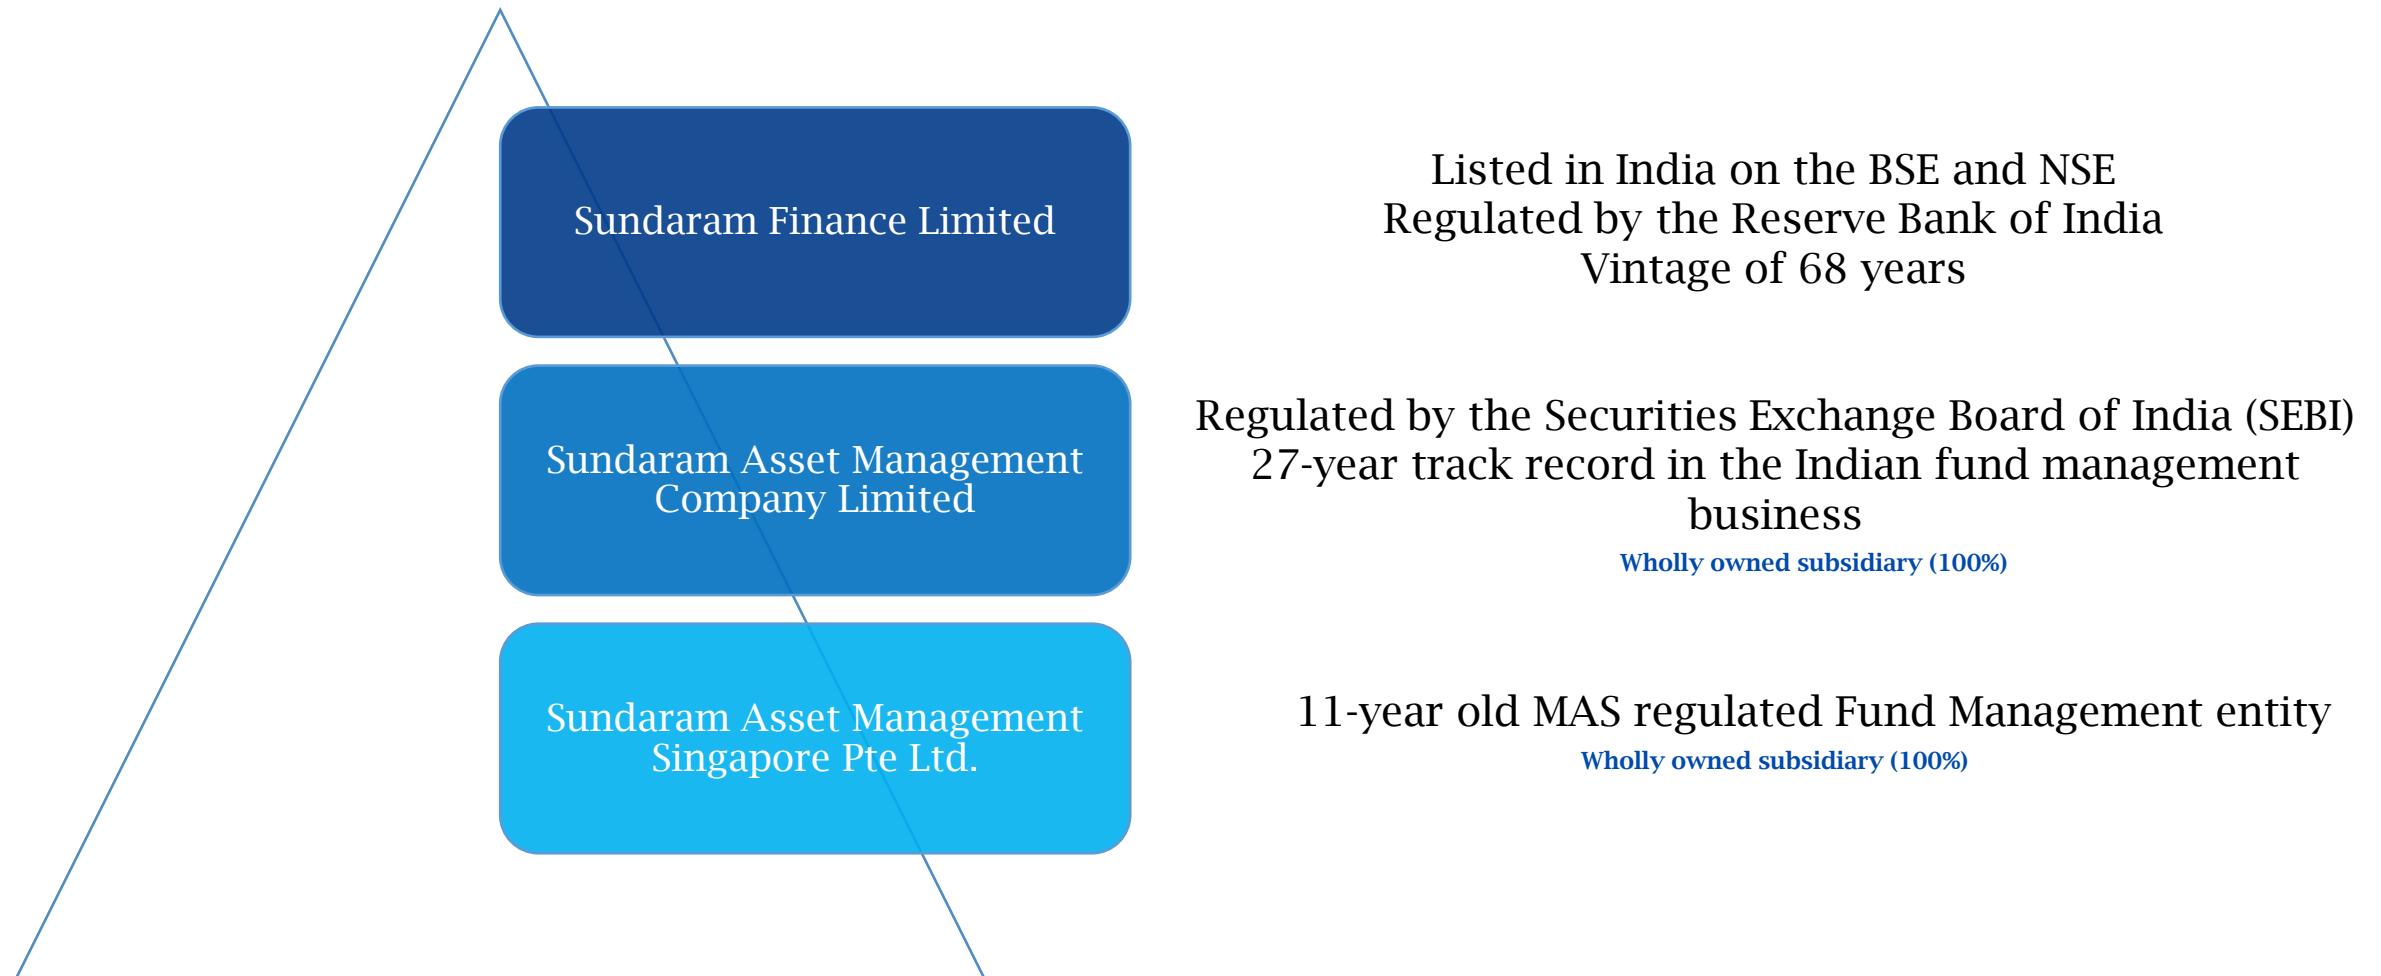 Sundaram Finance Limited
Listed in India on the BSE and NSE
Regulated by the Reserve Bank of India
Vintage of 68 years
Sundaram Asset Management
Company Limited
Regulated by the Securities Exchange Board of India (SEBI)
27-year track record in the Indian fund management
business
Wholly owned subsidiary (100%)
Sundaram Asset Management
Singapore Pte Ltd.
11-year old MAS regulated Fund Management entity
Wholly owned subsidiary (100%)